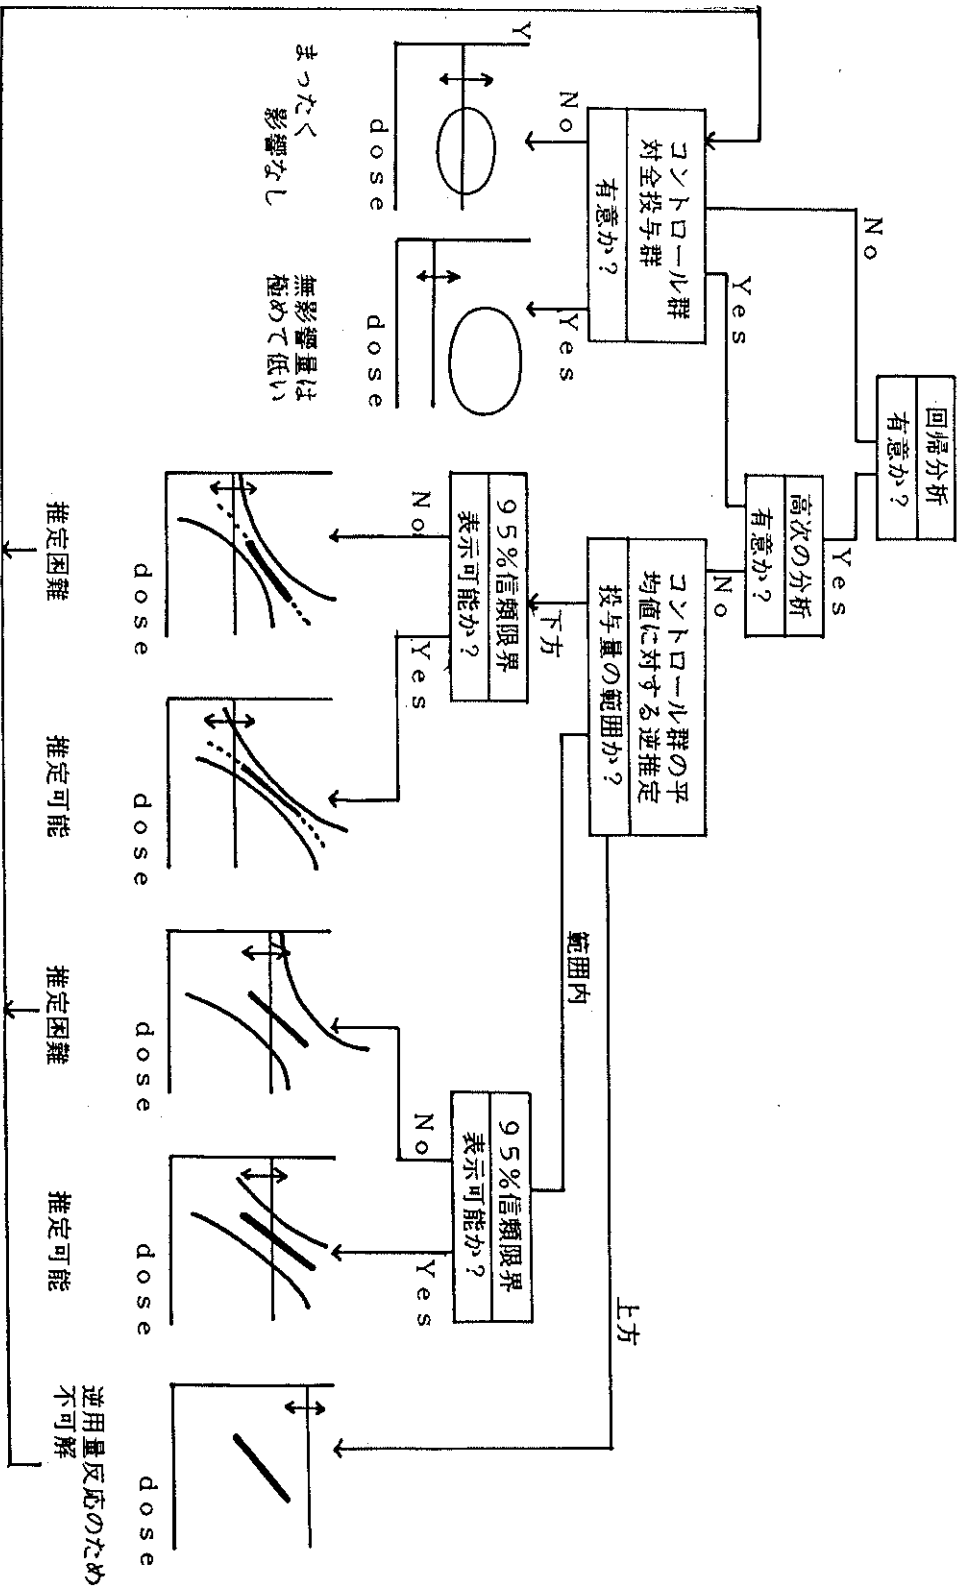 回帰分析
有意か？
No
Yes
高次の分析
有意か？
Yes
No
コントロール群
対全投与群
有意か？
No
Yes
コントロール群の平
均値に対する逆推定
投与量の範囲か？
下方
範囲内
上方
95%信頼限界
表示可能か？
No
Yes
95%信頼限界
表示可能か？
No
Yes
Y
dose
まったく
影響なし
dose
無影響量は
極めて低い
dose
推定困難
dose
推定可能
dose
推定困難
dose
推定可能
dose
逆用量反応のため
不可解